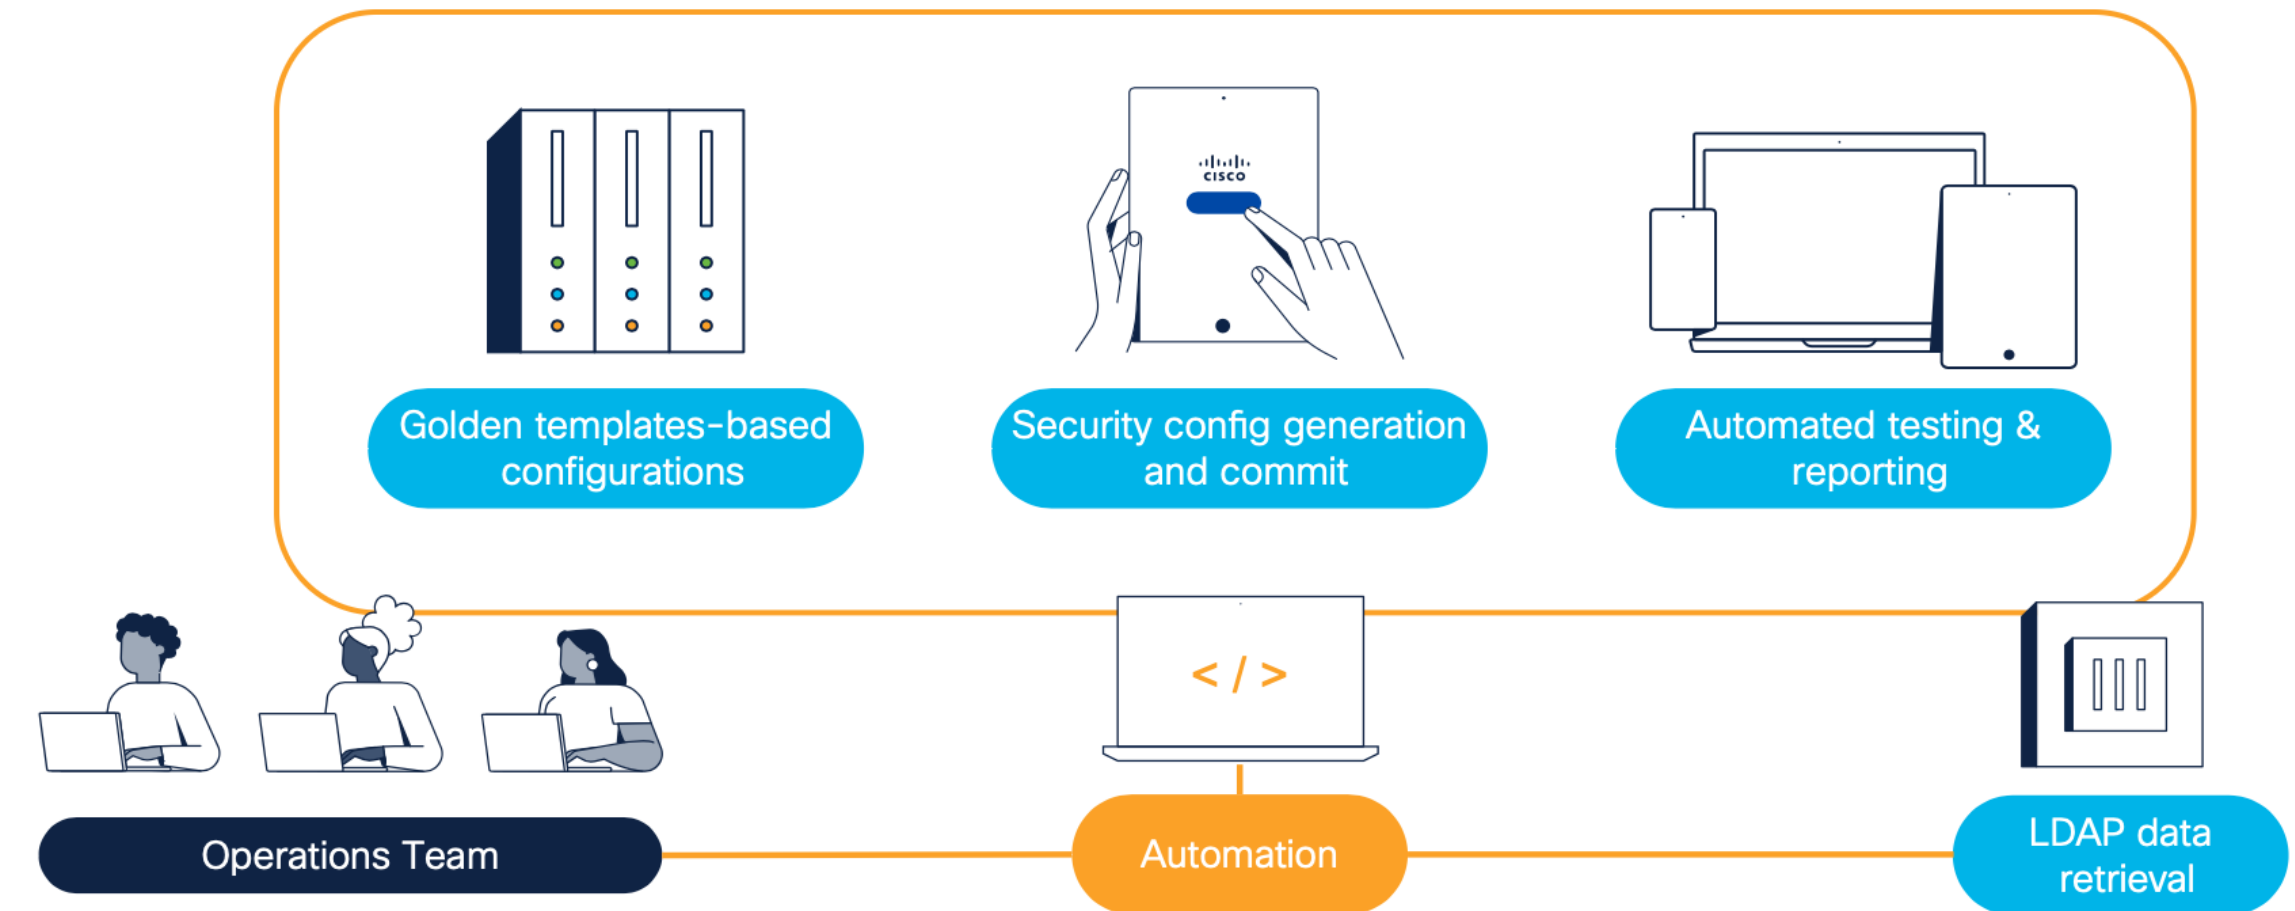 CISCO
Golden templates-based
configurations
Security config generation
and commit
Automated testing &
reporting
< / >
Operations Team
Automation
LDAP data
retrieval